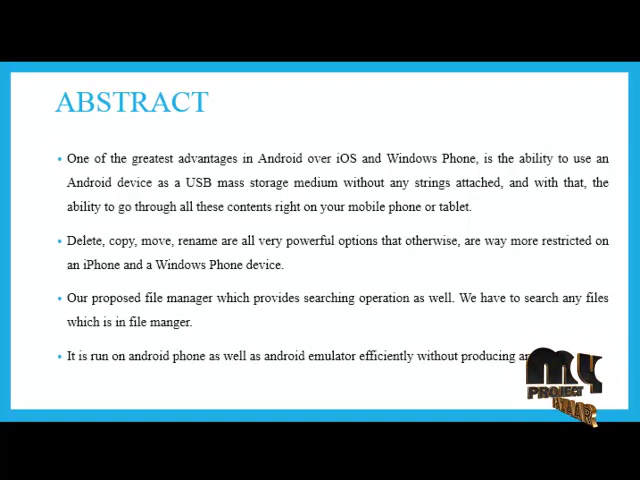 ABSTRACT
• One of the greatest advantages in Android over iOS and Windows Phone, is the ability to use an
Android device as a USB mass storage medium without any strings attached, and with that, the
ability to go through all these contents right on your mobile phone or tablet.
• Delete, copy, move, rename are all very powerful options that otherwise, are way more restricted on
an iPhone and a Windows Phone device.
• Our proposed file manager which provides searching operation as well. We have to search any files
which is in file manger.
• It is run on android phone as well as android emulator efficiently without producing
my
PROJECT